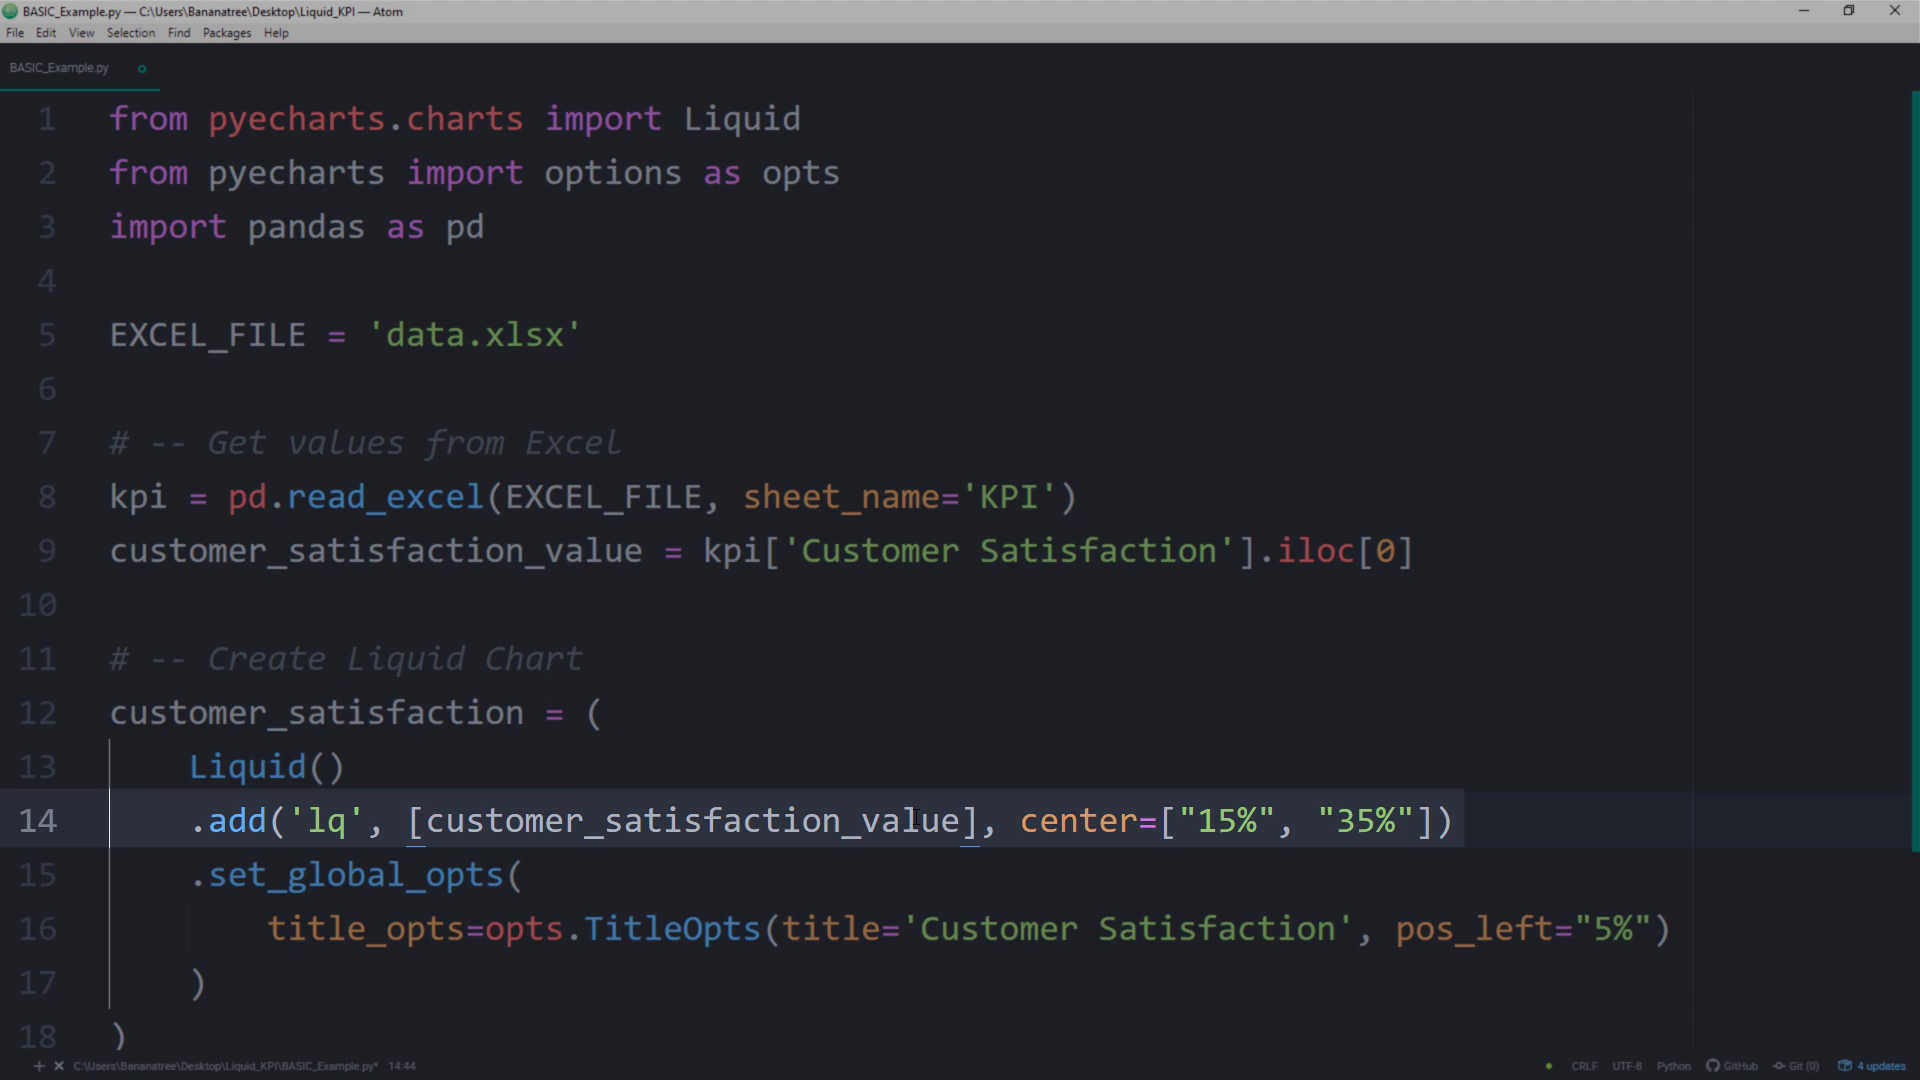 BASIC_Example.py — C:\Users\Bananatree\Desktop\Liquid_KPI — Atom
File Edit View Selection Find Packages Help
BASIC_Example.py
1 from pyecharts.charts import Liquid
2 from pyecharts import options as opts
3 import pandas as pd
4
5 EXCEL_FILE = 'data.xlsx'
6
7 # -- Get values from Excel
8 kpi = pd.read_excel(EXCEL_FILE, sheet_name='KPI')
9 customer_satisfaction_value = kpi['Customer Satisfaction'].iloc[0]
10
11 # -- Create Liquid Chart
12 customer_satisfaction = (
13 Liquid()
14 .add('lq', [customer_satisfaction_value], center=["15%", "35%"])
15 .set_global_opts(
16 title_opts=opts.TitleOpts(title='Customer Satisfaction', pos_left="5%")
17 )
18 )
C:\Users\Bananatree\Desktop\Liquid_KPI\BASIC_Example.py* 14:44 CRLF UTF-8 Python GitHub Git (0) 4 updates